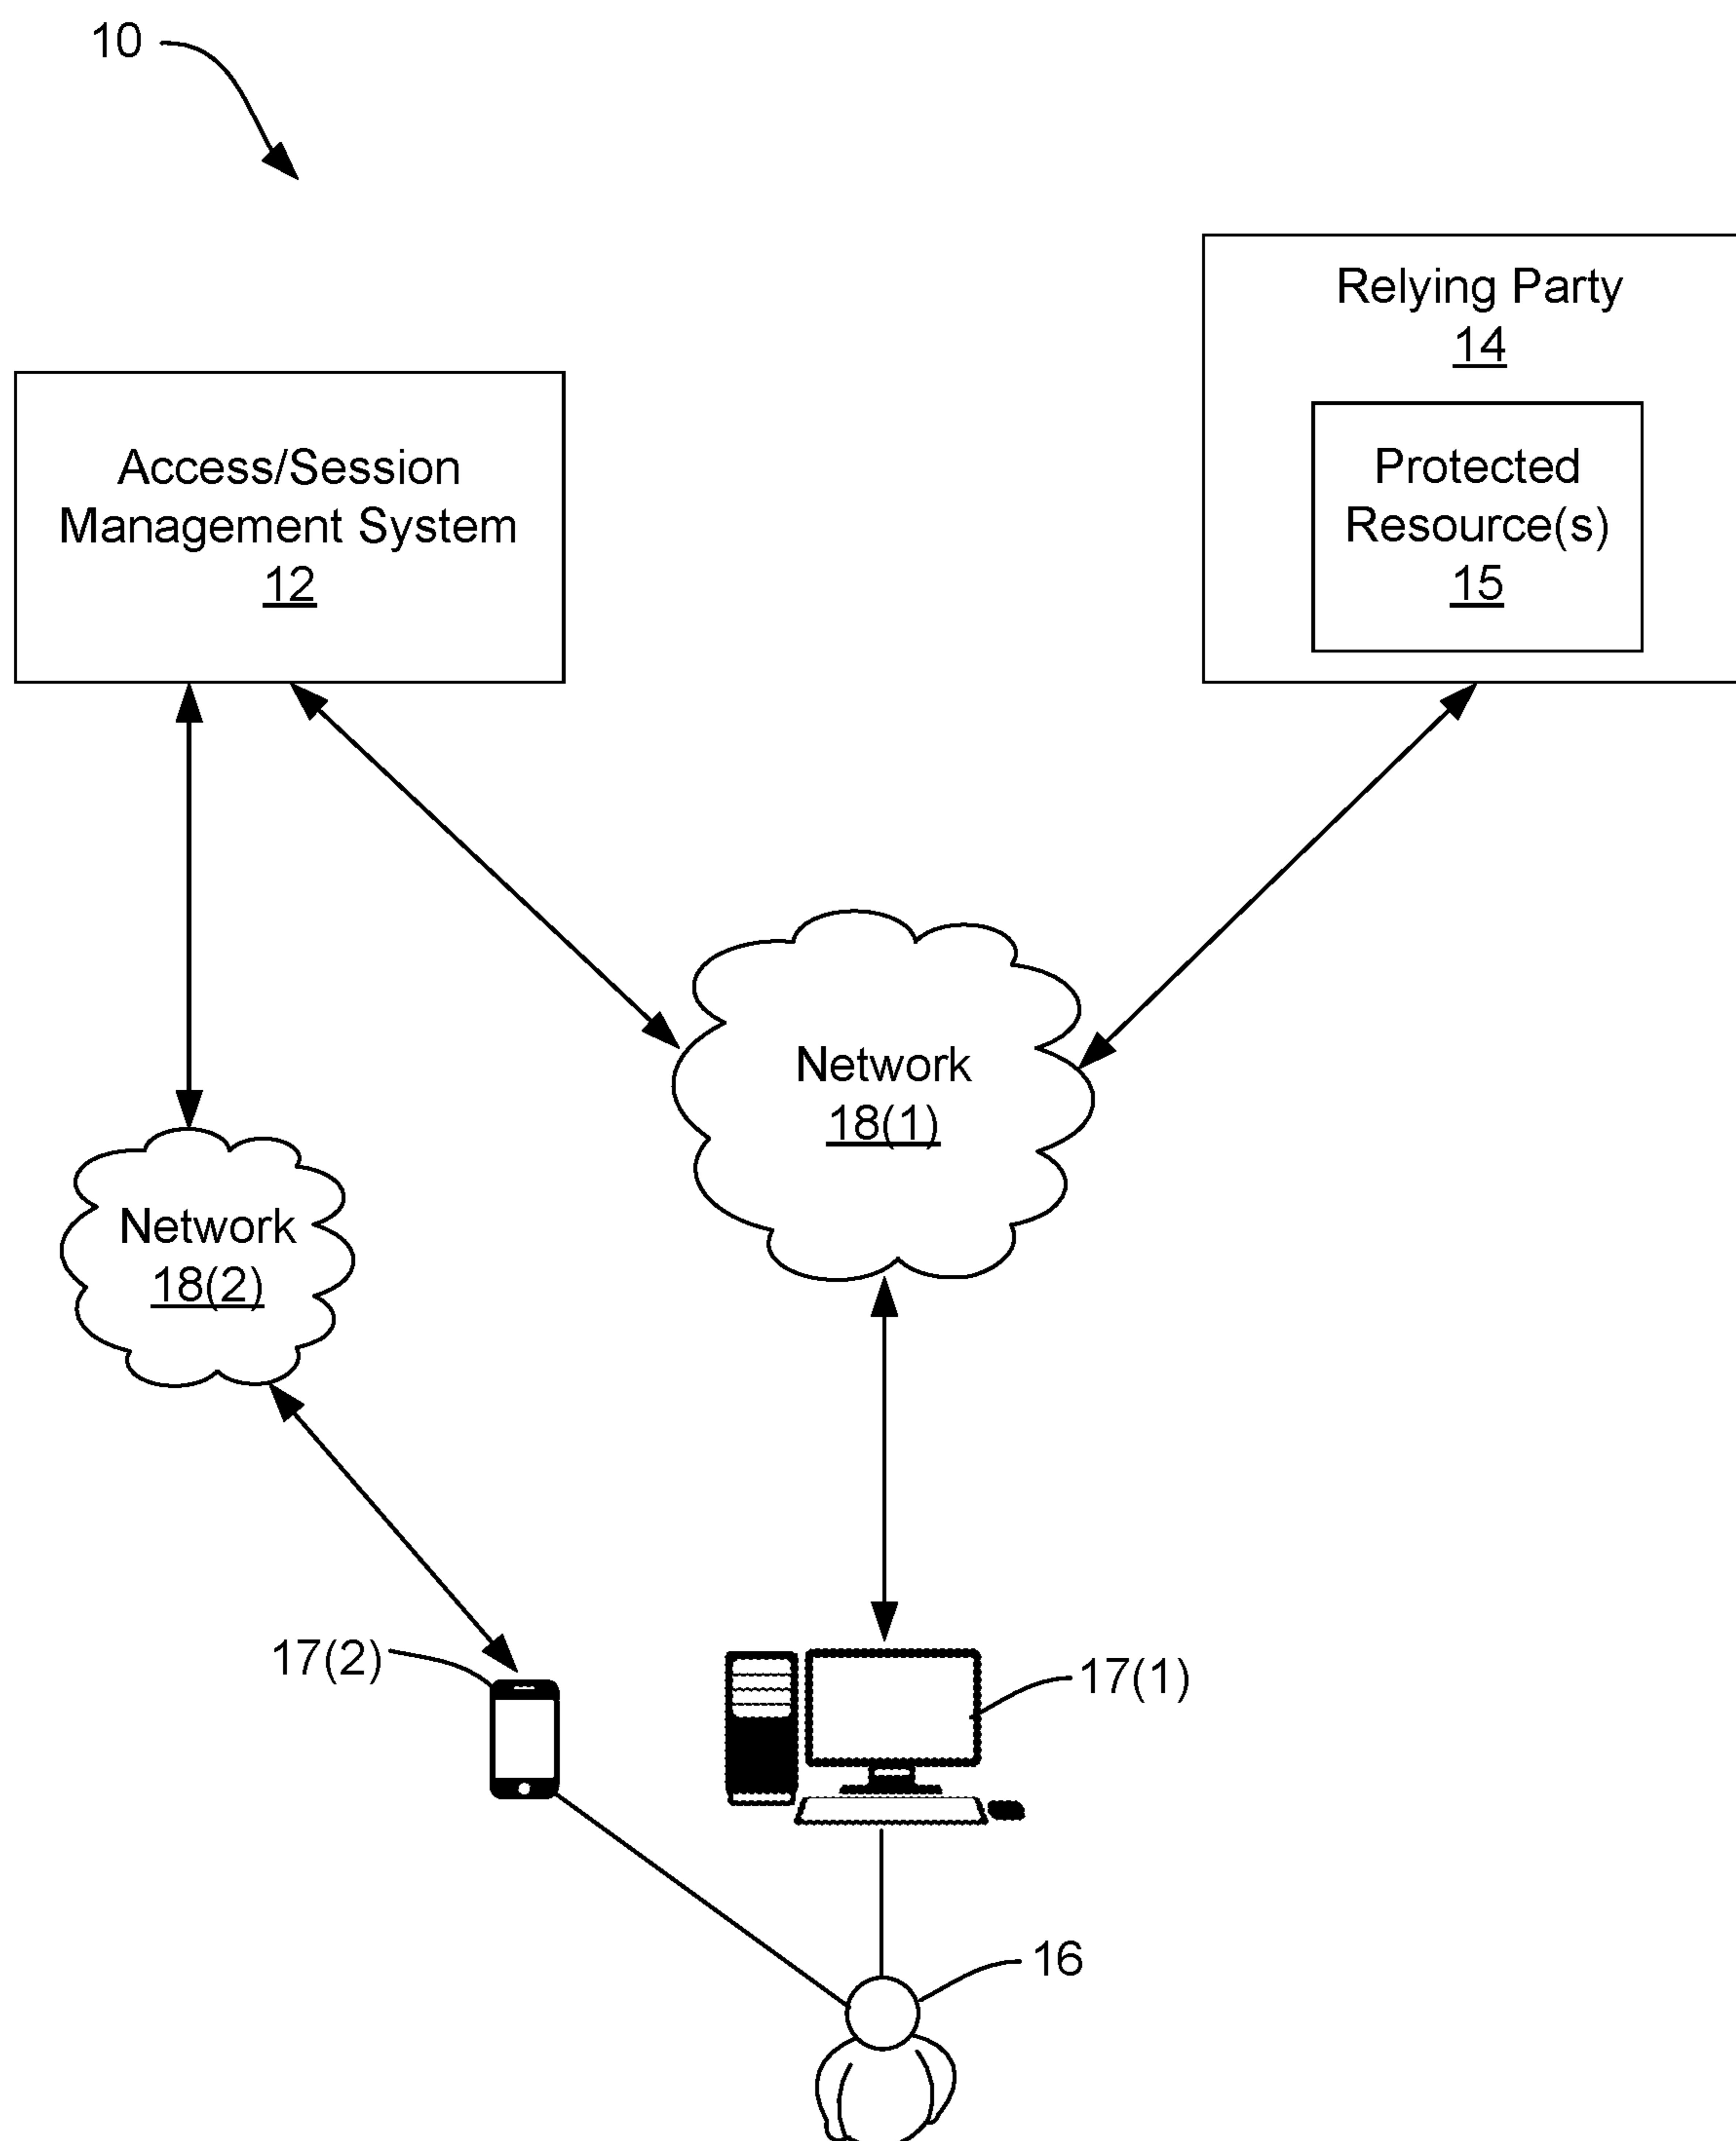 10
Relying Party
14
Protected
Resource(s)
15
Access/Session
Management System
12
Network
18(1)
Network
18(2)
17(2)
17(1)
16